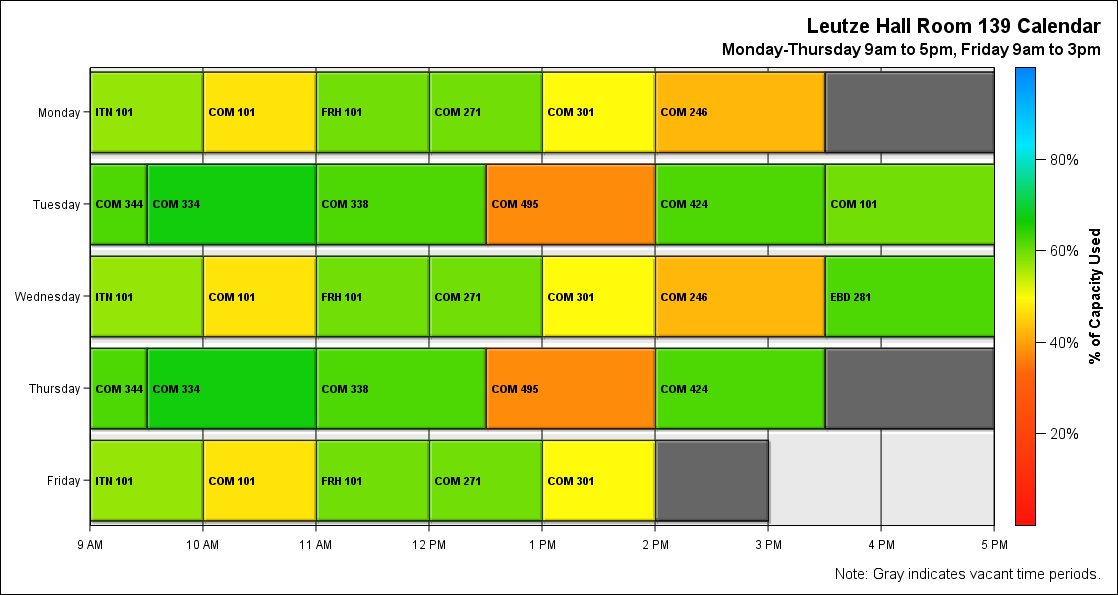 Leutze Hall Room 139 Calendar
Monday-Thursday 9am to 5pm, Friday 9am to 3pm
Monday
ITN 101
COM 101
FRH 101
COM 271
COM 301
COM 246
Tuesday
COM 344
COM 334
COM 338
COM 495
COM 424
COM 101
Wednesday
ITN 101
COM 101
FRH 101
COM 271
COM 301
COM 246
EBD 281
Thursday
COM 344
COM 334
COM 338
COM 495
COM 424
Friday
ITN 101
COM 101
FRH 101
COM 271
COM 301
9 AM
10 AM
11 AM
12 PM
1 PM
2 PM
3 PM
4 PM
5 PM
80%
60%
40%
20%
% of Capacity Used
Note: Gray indicates vacant time periods.